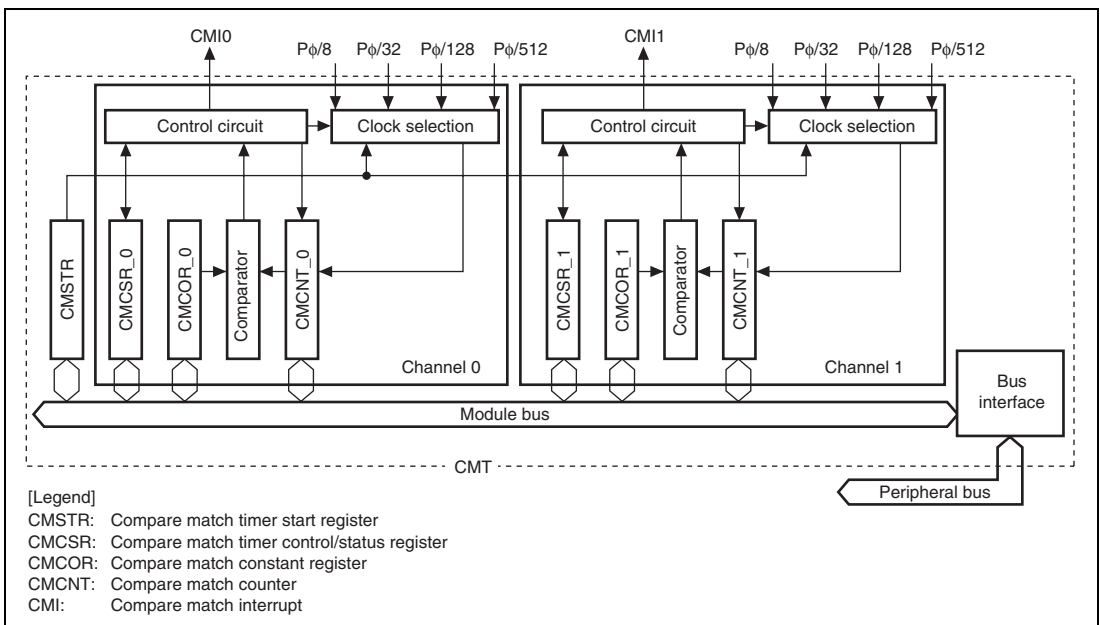 CMI0 Pφ/8 Pφ/32 Pφ/128 Pφ/512 CMI1 Pφ/8 Pφ/32 Pφ/128 Pφ/512
Control circuit Clock selection Control circuit Clock selection
CMSTR
CMCSR_0
CMCOR_0
Comparator
CMCNT_0
CMCSR_1
CMCOR_1
Comparator
CMCNT_1
Channel 0 Channel 1
Module bus
Bus
interface
CMT
Peripheral bus
[Legend]
CMSTR: Compare match timer start register
CMCSR: Compare match timer control/status register
CMCOR: Compare match constant register
CMCNT: Compare match counter
CMI: Compare match interrupt